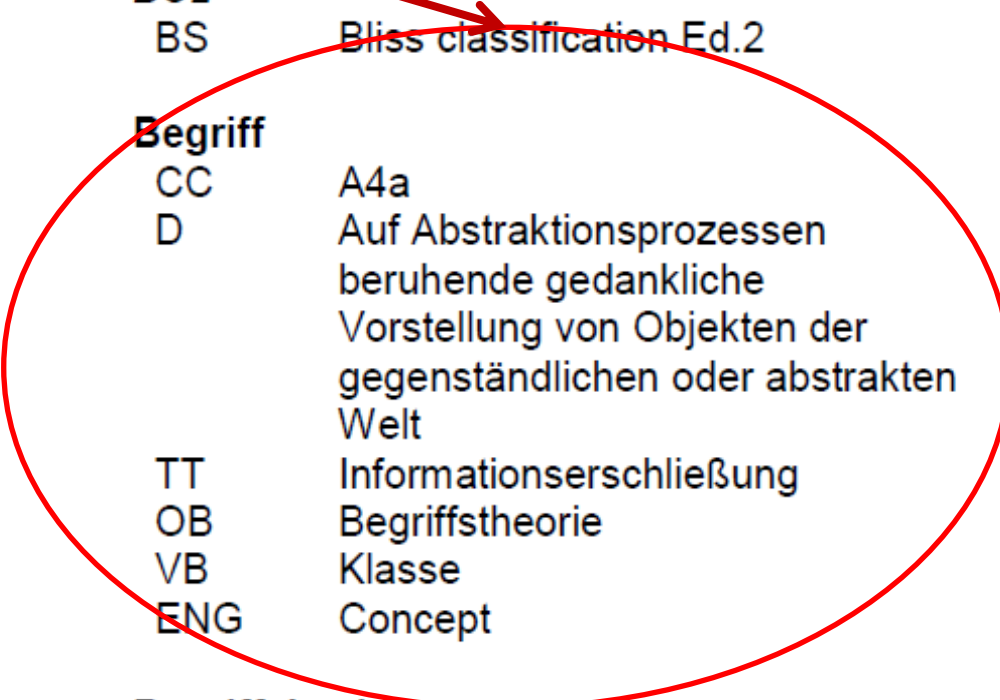 BS Bliss classification Ed.2
Begriff
CC A4a
D Auf Abstraktionsprozessen
beruhende gedankliche
Vorstellung von Objekten der
gegenständlichen oder abstrakten
Welt
TT Informationserschließung
OB Begriffstheorie
VB Klasse
ENG Concept